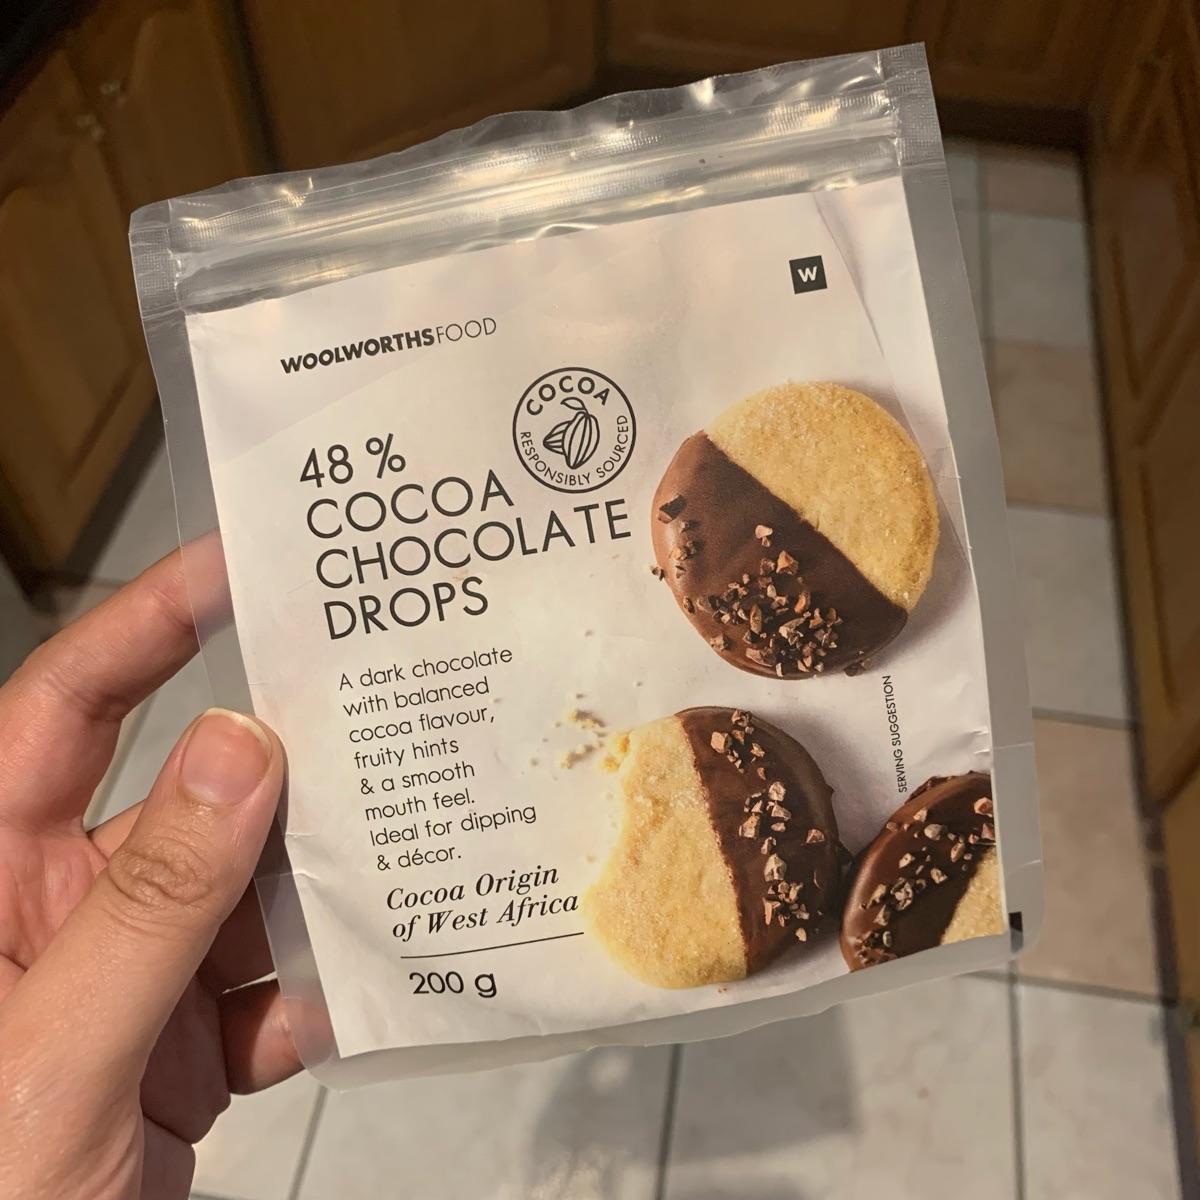 W
WOOLWORTHSFOOD
COCOA
RESPONSIBLY SOURCED
48 %
COCOA
CHOCOLATE
DROPS
A dark chocolate
with balanced
cocoa flavour,
fruity hints
& a smooth
mouth feel.
Ideal for dipping
& décor.
Cocoa Origin
of West Africa
200 g
SERVING SUGGESTION